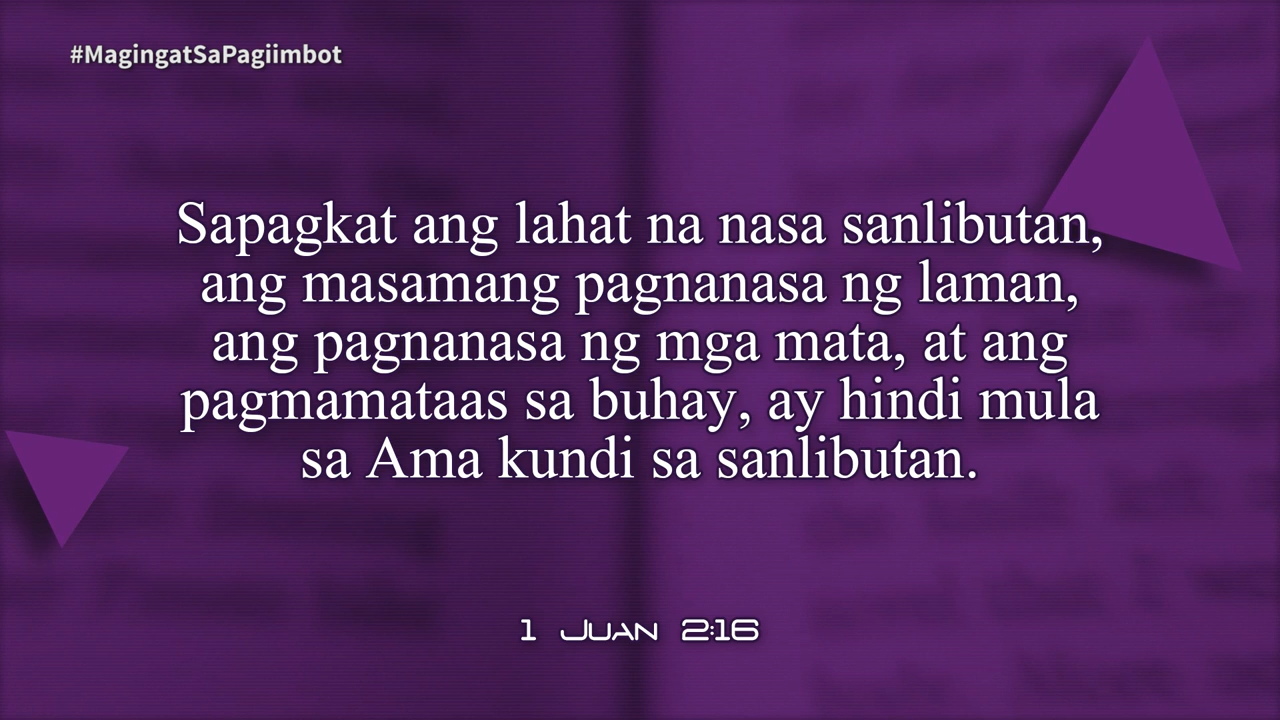 #MagingatSaPagiimbot
Sapagkat ang lahat na nasa sanlibutan,
ang masamang pagnanasa ng laman,
ang pagnanasa ng mga mata, at ang
pagmamataas sa buhay, ay hindi mula
sa Ama kundi sa sanlibutan.
1 Juan 2:16